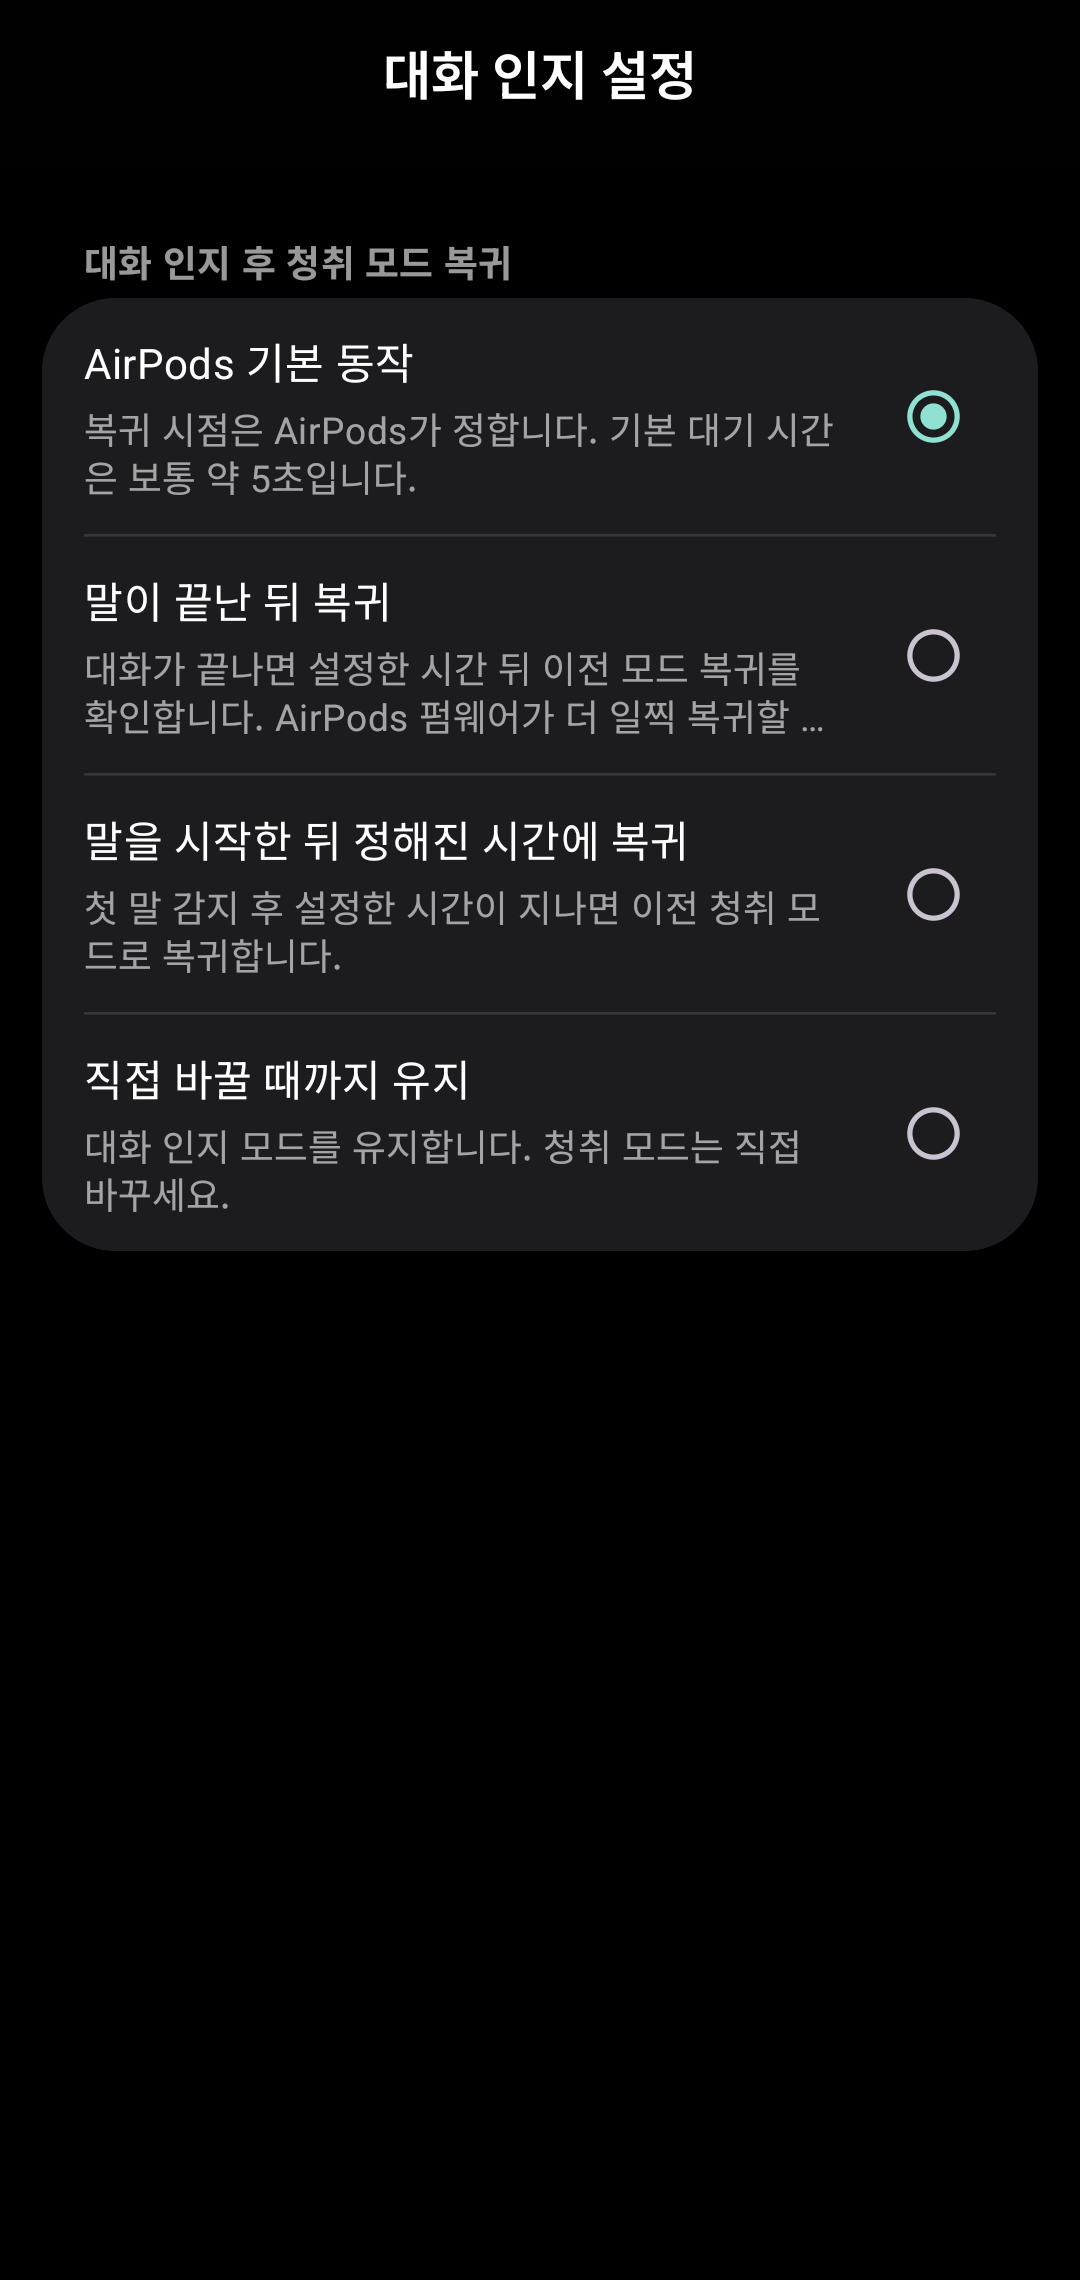 대화 인지 설정
대화 인지 후 청취 모드 복귀
AirPods 기본 동작
복귀 시점은 AirPods가 정합니다. 기본 대기 시간
은 보통 약 5초입니다.
말이 끝난 뒤 복귀
대화가 끝나면 설정한 시간 뒤 이전 모드 복귀를
확인합니다. AirPods 펌웨어가 더 일찍 복귀할 …
말을 시작한 뒤 정해진 시간에 복귀
첫 말 감지 후 설정한 시간이 지나면 이전 청취 모
드로 복귀합니다.
직접 바꿀 때까지 유지
대화 인지 모드를 유지합니다. 청취 모드는 직접
바꾸세요.